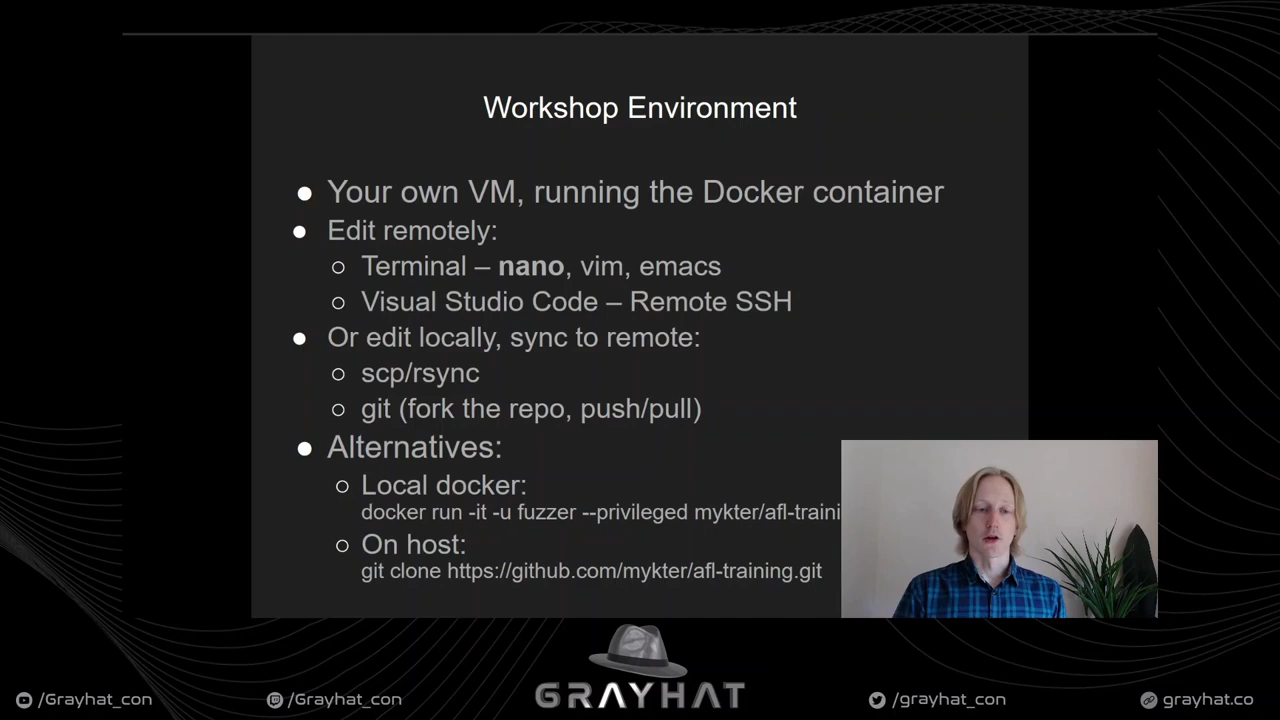 Workshop Environment
● Your own VM, running the Docker container
● Edit remotely:
○ Terminal – nano, vim, emacs
○ Visual Studio Code – Remote SSH
● Or edit locally, sync to remote:
○ scp/rsync
○ git (fork the repo, push/pull)
● Alternatives:
○ Local docker:
docker run -it -u fuzzer --privileged mykter/afl-traini
○ On host:
git clone https://github.com/mykter/afl-training.git
GRAYHAT
/Grayhat_con
/Grayhat_con
/grayhat_con
grayhat.co